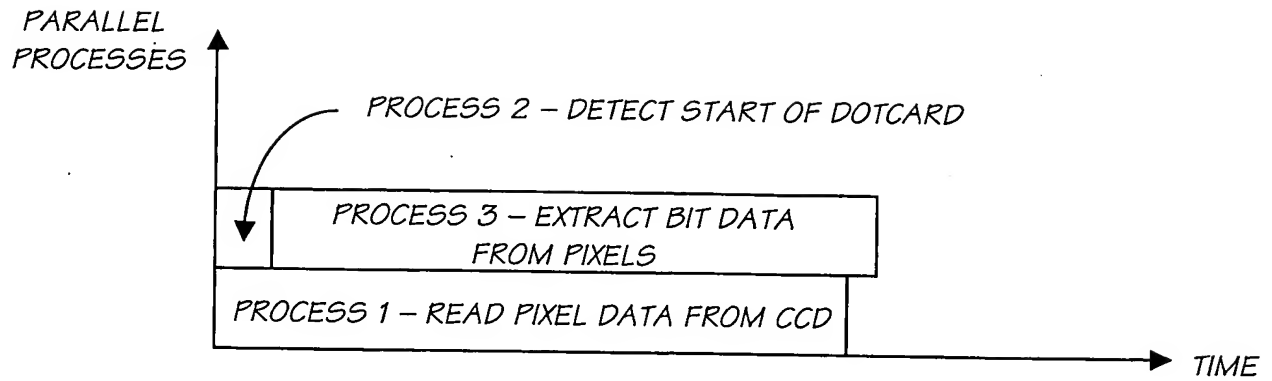 PARALLEL
PROCESSES
PROCESS 2 – DETECT START OF DOTCARD
PROCESS 3 – EXTRACT BIT DATA
FROM PIXELS
PROCESS 1 – READ PIXEL DATA FROM CCD
TIME